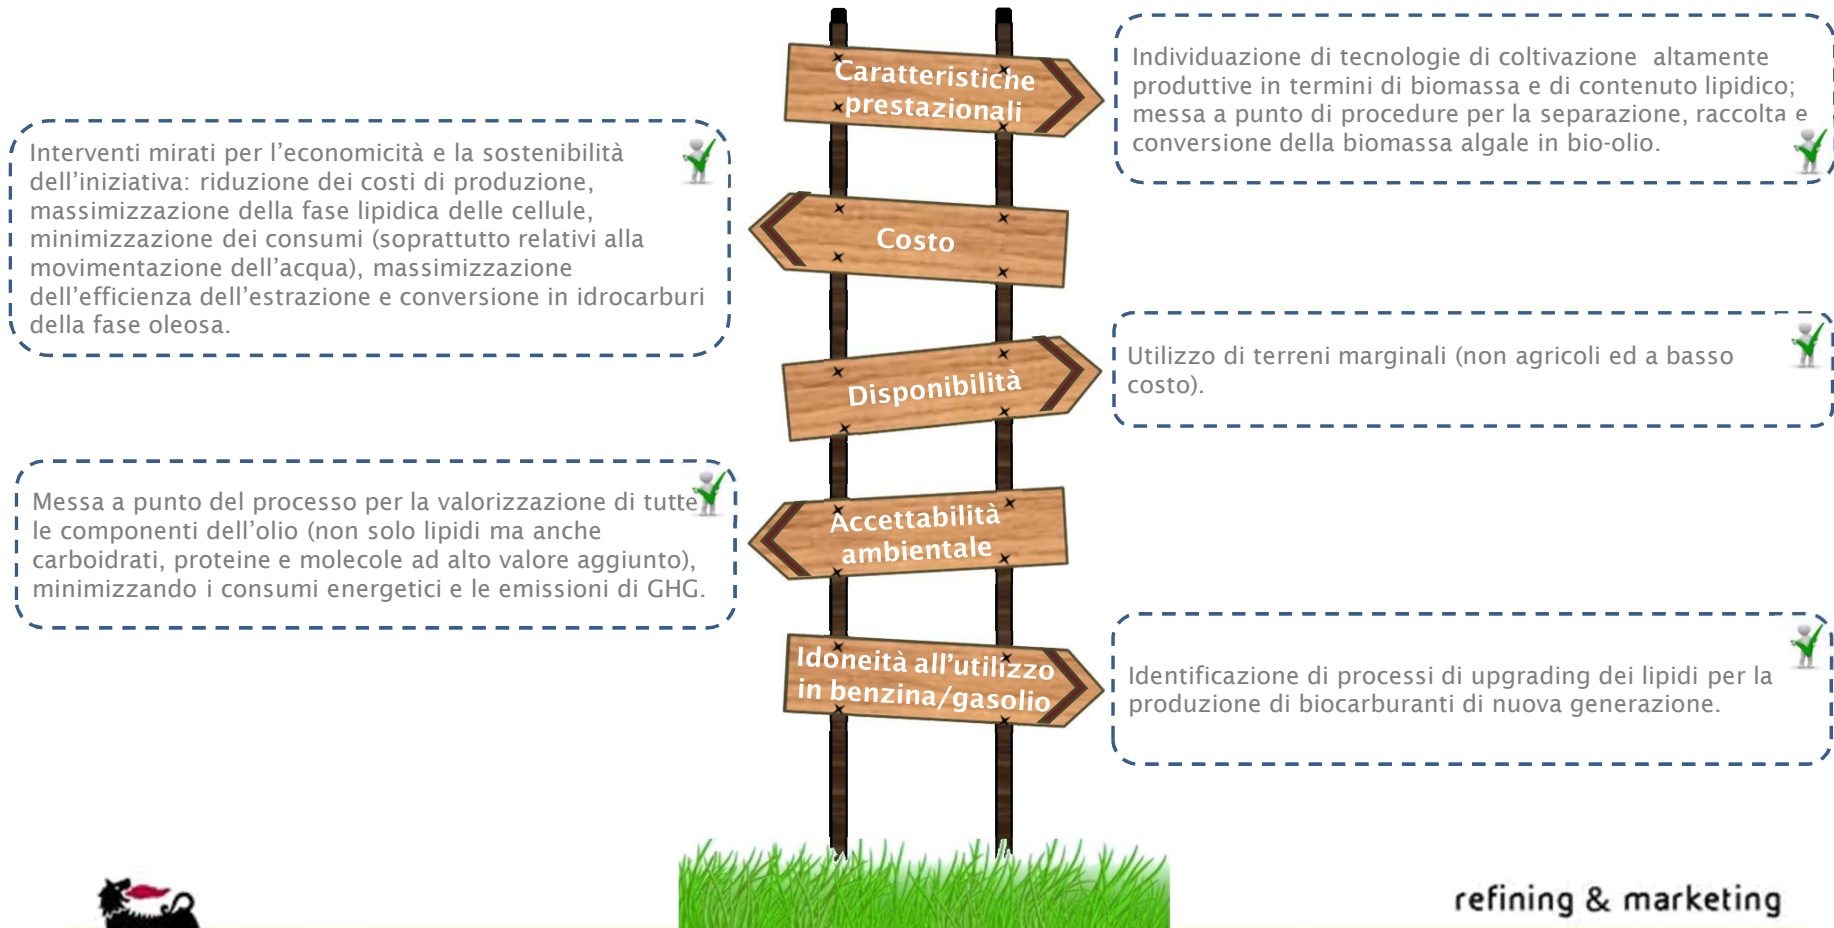 Caratteristiche
prestazionali
Individuazione di tecnologie di coltivazione altamente
produttive in termini di biomassa e di contenuto lipidico;
messa a punto di procedure per la separazione, raccolta e
conversione della biomassa algale in bio-olio.
Interventi mirati per l'economicità e la sostenibilità
dell'iniziativa: riduzione dei costi di produzione,
massimizzazione della fase lipidica delle cellule,
minimizzazione dei consumi (soprattutto relativi alla
movimentazione dell'acqua), massimizzazione
dell'efficienza dell'estrazione e conversione in idrocarburi
della fase oleosa.
Costo
Disponibilità
Utilizzo di terreni marginali (non agricoli ed a basso
costo).
Messa a punto del processo per la valorizzazione di tutte
le componenti dell'olio (non solo lipidi ma anche
carboidrati, proteine e molecole ad alto valore aggiunto),
minimizzando i consumi energetici e le emissioni di GHG.
Accettabilità
ambientale
Idoneità all'utilizzo
in benzina/gasolio
Identificazione di processi di upgrading dei lipidi per la
produzione di biocarburanti di nuova generazione.
refining & marketing